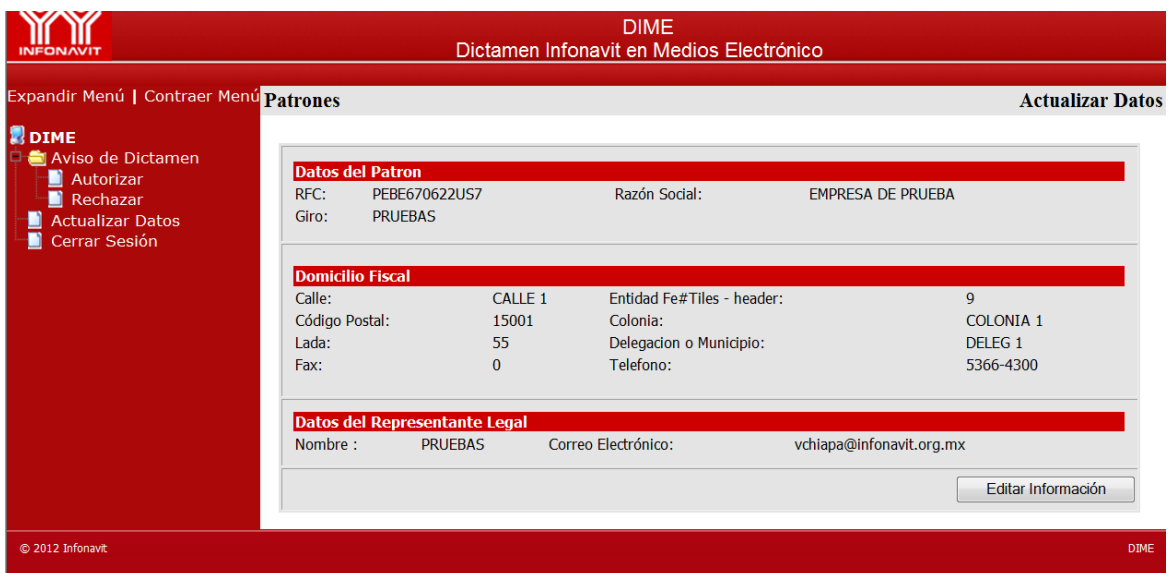 INFONAVIT
DIME
Dictamen Infonavit en Medios Electrónico
Expandir Menú | Contraer Menú
Patrones Actualizar Datos
DIME
Aviso de Dictamen
Autorizar
Rechazar
Actualizar Datos
Cerrar Sesión
Datos del Patron
RFC: PEBE670622US7 Razón Social: EMPRESA DE PRUEBA
Giro: PRUEBAS
Domicilio Fiscal
Calle: CALLE 1 Entidad Fe#Tiles - header: 9
Código Postal: 15001 Colonia: COLONIA 1
Lada: 55 Delegacion o Municipio: DELEG 1
Fax: 0 Telefono: 5366-4300
Datos del Representante Legal
Nombre : PRUEBAS Correo Electrónico: vchiapa@infonavit.org.mx
Editar Información
© 2012 Infonavit DIME